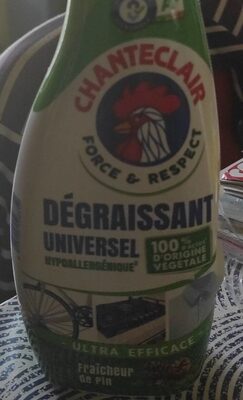 CHANTECLAIR
FORCE & RESPECT
DÉGRAISSANT
UNIVERSEL
HYPOALLERGÉNIQUE*
100%
D'ORIGINE
VÉGÉTALE
ULTRA EFFICACE
Fraîcheur
de Pin